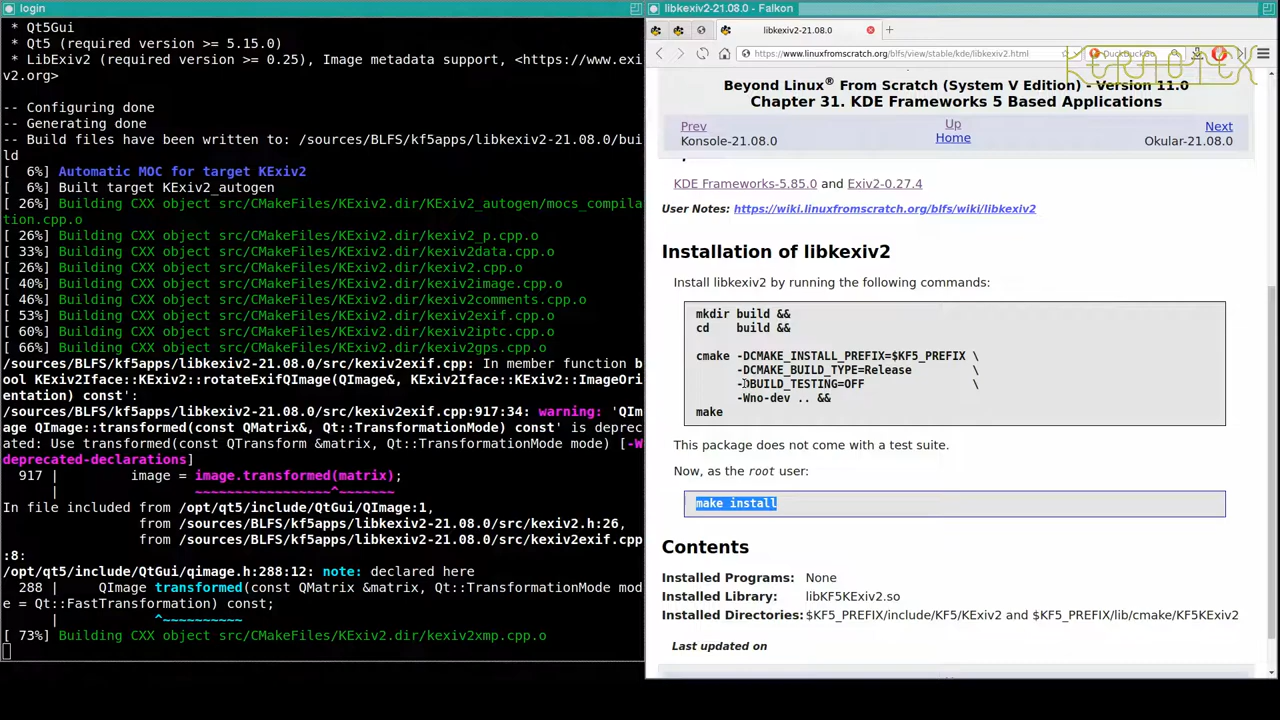 login
* Qt5Gui
* Qt5 (required version >= 5.15.0)
* LibExiv2 (required version >= 0.25), Image metadata support, <https://www.exi
v2.org>
-- Configuring done
-- Generating done
-- Build files have been written to: /sources/BLFS/kf5apps/libkexiv2-21.08.0/bui
ld
[  6%] Automatic MOC for target KExiv2
[  6%] Built target KExiv2_autogen
[ 26%] Building CXX object src/CMakeFiles/KExiv2.dir/KExiv2_autogen/mocs_compila
tion.cpp.o
[ 26%] Building CXX object src/CMakeFiles/KExiv2.dir/kexiv2_p.cpp.o
[ 33%] Building CXX object src/CMakeFiles/KExiv2.dir/kexiv2data.cpp.o
[ 26%] Building CXX object src/CMakeFiles/KExiv2.dir/kexiv2.cpp.o
[ 40%] Building CXX object src/CMakeFiles/KExiv2.dir/kexiv2image.cpp.o
[ 46%] Building CXX object src/CMakeFiles/KExiv2.dir/kexiv2comments.cpp.o
[ 53%] Building CXX object src/CMakeFiles/KExiv2.dir/kexiv2exif.cpp.o
[ 60%] Building CXX object src/CMakeFiles/KExiv2.dir/kexiv2iptc.cpp.o
[ 66%] Building CXX object src/CMakeFiles/KExiv2.dir/kexiv2gps.cpp.o
/sources/BLFS/kf5apps/libkexiv2-21.08.0/src/kexiv2exif.cpp: In member function b
ool KExiv2Iface::KExiv2::rotateExifQImage(QImage&, KExiv2Iface::KExiv2::ImageOri
entation) const':
/sources/BLFS/kf5apps/libkexiv2-21.08.0/src/kexiv2exif.cpp:917:34: warning: 'QIm
age QImage::transformed(const QMatrix&, Qt::TransformationMode) const' is deprec
ated: Use transformed(const QTransform &matrix, Qt::TransformationMode mode) [-W
deprecated-declarations]
917 |         image = image.transformed(matrix);
|                 ~~~~~~~~~~~~~~~~~^~~~~~~~
In file included from /opt/qt5/include/QtGui/QImage:1,
from /sources/BLFS/kf5apps/libkexiv2-21.08.0/src/kexiv2.h:26,
from /sources/BLFS/kf5apps/libkexiv2-21.08.0/src/kexiv2exif.cpp
:8:
/opt/qt5/include/QtGui/qimage.h:288:12: note: declared here
288 |     QImage transformed(const QMatrix &matrix, Qt::TransformationMode mod
e = Qt::FastTransformation) const;
|            ^~~~~~~~~~~
[ 73%] Building CXX object src/CMakeFiles/KExiv2.dir/kexiv2xmp.cpp.o
libkexiv2-21.08.0 - Falkon
libkexiv2-21.08.0
https://www.linuxfromscratch.org/blfs/view/stable/kde/libkexiv2.html
DuckDuckGo
KERNOTEX
Beyond Linux® From Scratch (System V Edition) - Version 11.0
Chapter 31. KDE Frameworks 5 Based Applications
Prev Up Next
Konsole-21.08.0 Home Okular-21.08.0
KDE Frameworks-5.85.0 and Exiv2-0.27.4
User Notes: https://wiki.linuxfromscratch.org/blfs/wiki/libkexiv2
Installation of libkexiv2
Install libkexiv2 by running the following commands:
mkdir build &&
cd    build &&
cmake -DCMAKE_INSTALL_PREFIX=$KF5_PREFIX \
-DCMAKE_BUILD_TYPE=Release         \
-DBUILD_TESTING=OFF                \
-Wno-dev .. &&
make
This package does not come with a test suite.
Now, as the root user:
make install
Contents
Installed Programs: None
Installed Library: libKF5KExiv2.so
Installed Directories: $KF5_PREFIX/include/KF5/KExiv2 and $KF5_PREFIX/lib/cmake/KF5KExiv2
Last updated on